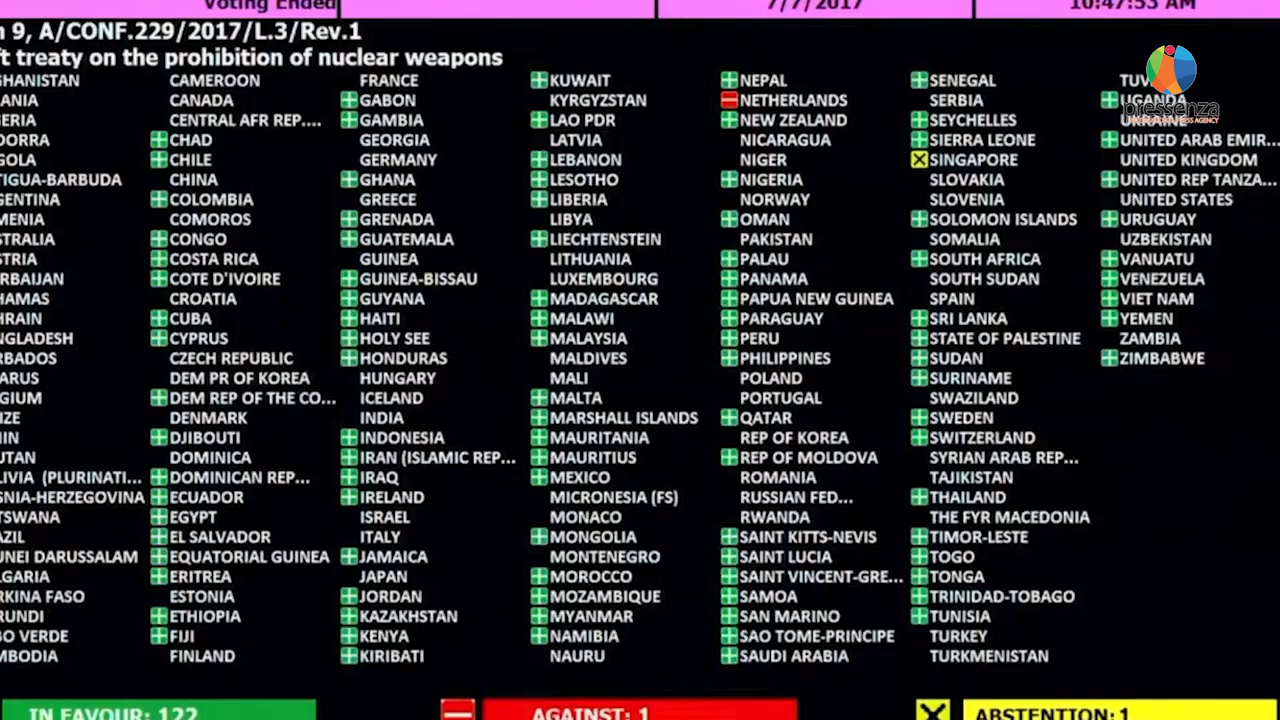 Voting Ended
7/7/2017
10:47:53 AM
9, A/CONF.229/2017/L.3/Rev.1
treaty on the prohibition of nuclear weapons
GHANISTAN
ANIA
ERIA
DORRA
GOLA
TIGUA-BARBUDA
GENTINA
MENIA
STRALIA
STRIA
RBAIJAN
HAMAS
HRAIN
NGLADESH
RBADOS
ARUS
GIUM
IZE
IN
UTAN
LIVIA (PLURINATI...
SNIA-HERZEGOVINA
TSWANA
AZIL
UNEI DARUSSALAM
LGARIA
RKINA FASO
RUNDI
BO VERDE
MBODIA
CAMEROON
CANADA
CENTRAL AFR REP....
CHAD
CHILE
CHINA
COLOMBIA
COMOROS
CONGO
COSTA RICA
COTE D'IVOIRE
CROATIA
CUBA
CYPRUS
CZECH REPUBLIC
DEM PR OF KOREA
DEM REP OF THE CO...
DENMARK
DJIBOUTI
DOMINICA
DOMINICAN REP...
ECUADOR
EGYPT
EL SALVADOR
EQUATORIAL GUINEA
ERITREA
ESTONIA
ETHIOPIA
FIJI
FINLAND
FRANCE
GABON
GAMBIA
GEORGIA
GERMANY
GHANA
GREECE
GRENADA
GUATEMALA
GUINEA
GUINEA-BISSAU
GUYANA
HAITI
HOLY SEE
HONDURAS
HUNGARY
ICELAND
INDIA
INDONESIA
IRAN (ISLAMIC REP...
IRAQ
IRELAND
ISRAEL
ITALY
JAMAICA
JAPAN
JORDAN
KAZAKHSTAN
KENYA
KIRIBATI
KUWAIT
KYRGYZSTAN
LAO PDR
LATVIA
LEBANON
LESOTHO
LIBERIA
LIBYA
LIECHTENSTEIN
LITHUANIA
LUXEMBOURG
MADAGASCAR
MALAWI
MALAYSIA
MALDIVES
MALI
MALTA
MARSHALL ISLANDS
MAURITANIA
MAURITIUS
MEXICO
MICRONESIA (FS)
MONACO
MONGOLIA
MONTENEGRO
MOROCCO
MOZAMBIQUE
MYANMAR
NAMIBIA
NAURU
NEPAL
NETHERLANDS
NEW ZEALAND
NICARAGUA
NIGER
NIGERIA
NORWAY
OMAN
PAKISTAN
PALAU
PANAMA
PAPUA NEW GUINEA
PARAGUAY
PERU
PHILIPPINES
POLAND
PORTUGAL
QATAR
REP OF KOREA
REP OF MOLDOVA
ROMANIA
RUSSIAN FED...
RWANDA
SAINT KITTS-NEVIS
SAINT LUCIA
SAINT VINCENT-GRE...
SAMOA
SAN MARINO
SAO TOME-PRINCIPE
SAUDI ARABIA
SENEGAL
SERBIA
SEYCHELLES
SIERRA LEONE
SINGAPORE
SLOVAKIA
SLOVENIA
SOLOMON ISLANDS
SOMALIA
SOUTH AFRICA
SOUTH SUDAN
SPAIN
SRI LANKA
STATE OF PALESTINE
SUDAN
SURINAME
SWAZILAND
SWEDEN
SWITZERLAND
SYRIAN ARAB REP...
TAJIKISTAN
THAILAND
THE FYR MACEDONIA
TIMOR-LESTE
TOGO
TONGA
TRINIDAD-TOBAGO
TUNISIA
TURKEY
TURKMENISTAN
UGANDA
UKRAINE
UNITED ARAB EMIR...
UNITED KINGDOM
UNITED REP TANZA...
UNITED STATES
URUGUAY
UZBEKISTAN
VANUATU
VENEZUELA
VIET NAM
YEMEN
ZAMBIA
ZIMBABWE
pressenza
IN FAVOUR: 122
AGAINST: 1
ABSTENTION: 1